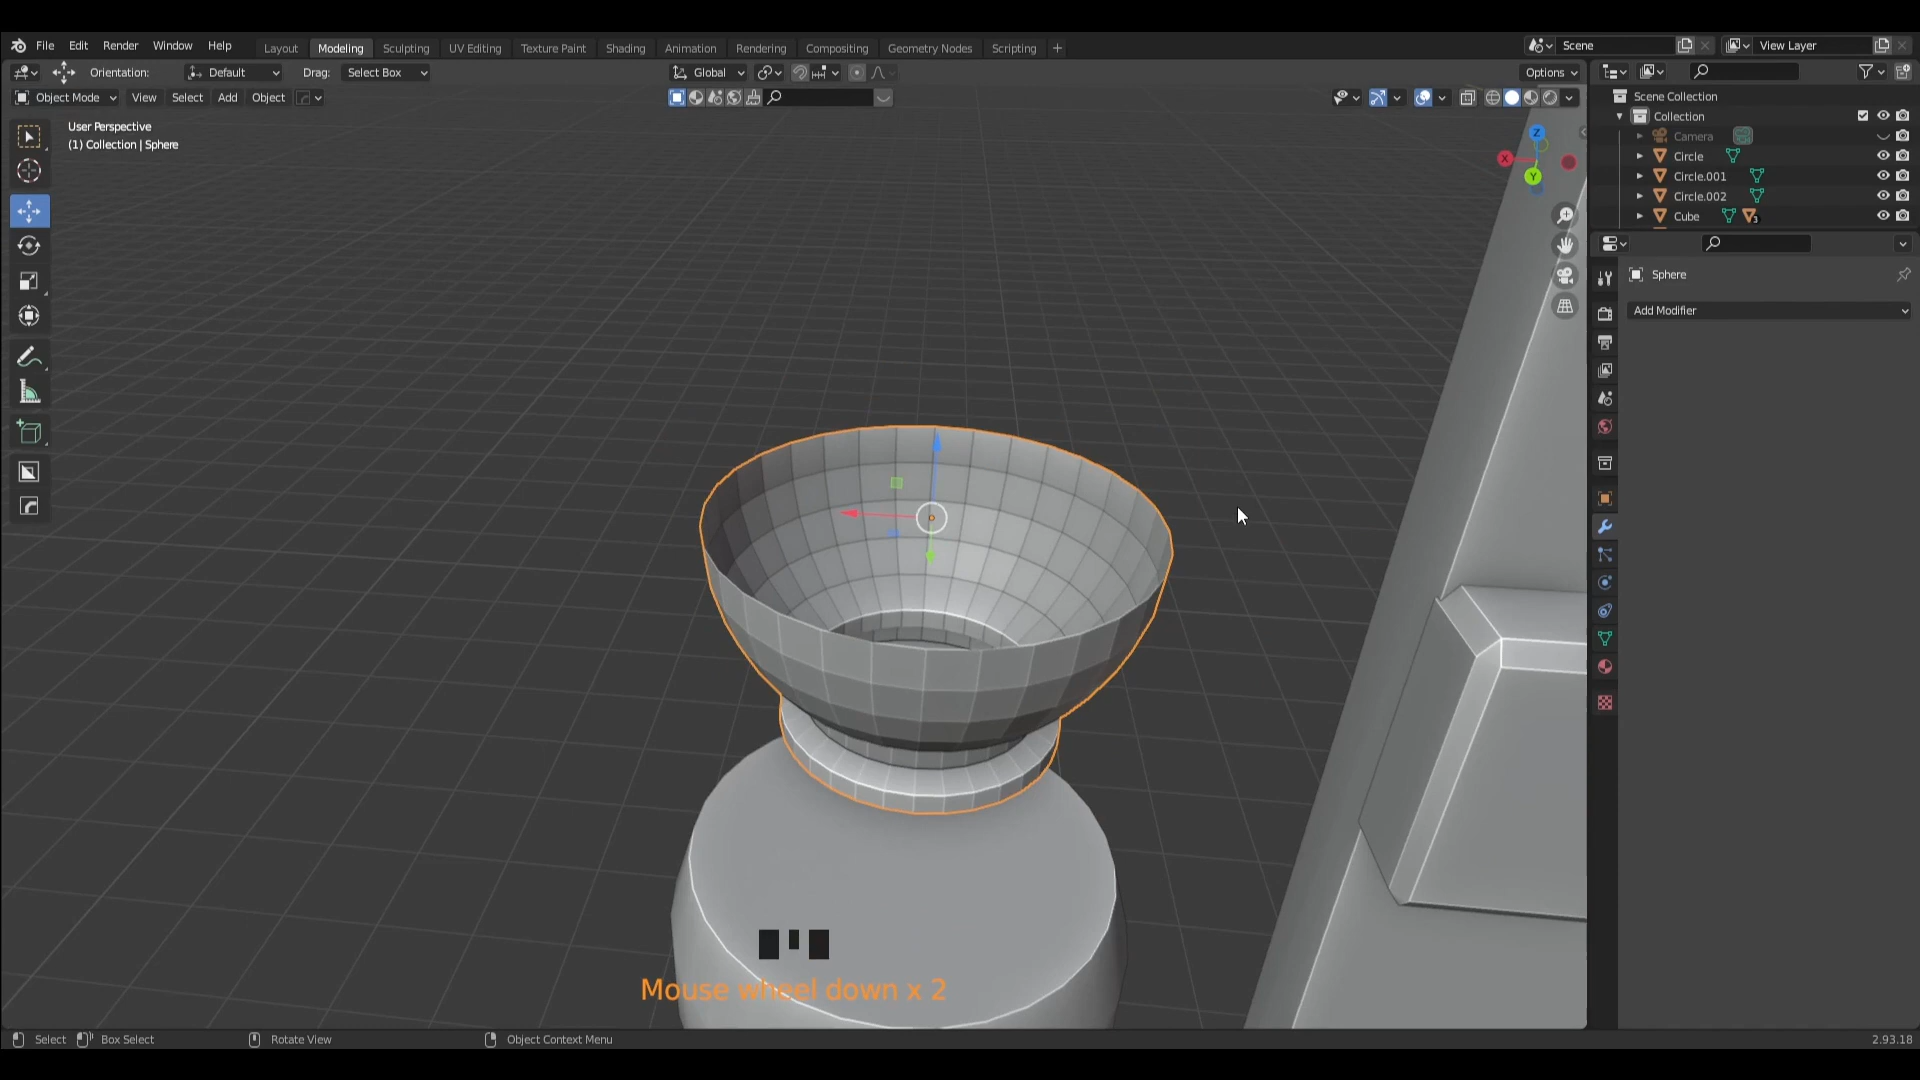 File Edit Render Window Help
Layout Modeling Sculpting UV Editing Texture Paint Shading Animation Rendering Compositing Geometry Nodes Scripting +
Scene
View Layer
Orientation: Default Drag: Select Box
Global
Options
Object Mode View Select Add Object
User Perspective
(1) Collection | Sphere
Z
X
Y
Scene Collection
Collection
Camera
Circle
Circle.001
Circle.002
Cube 3
Sphere
Add Modifier
Mouse wheel down x 2
Select Box Select Rotate View Object Context Menu
2.93.18